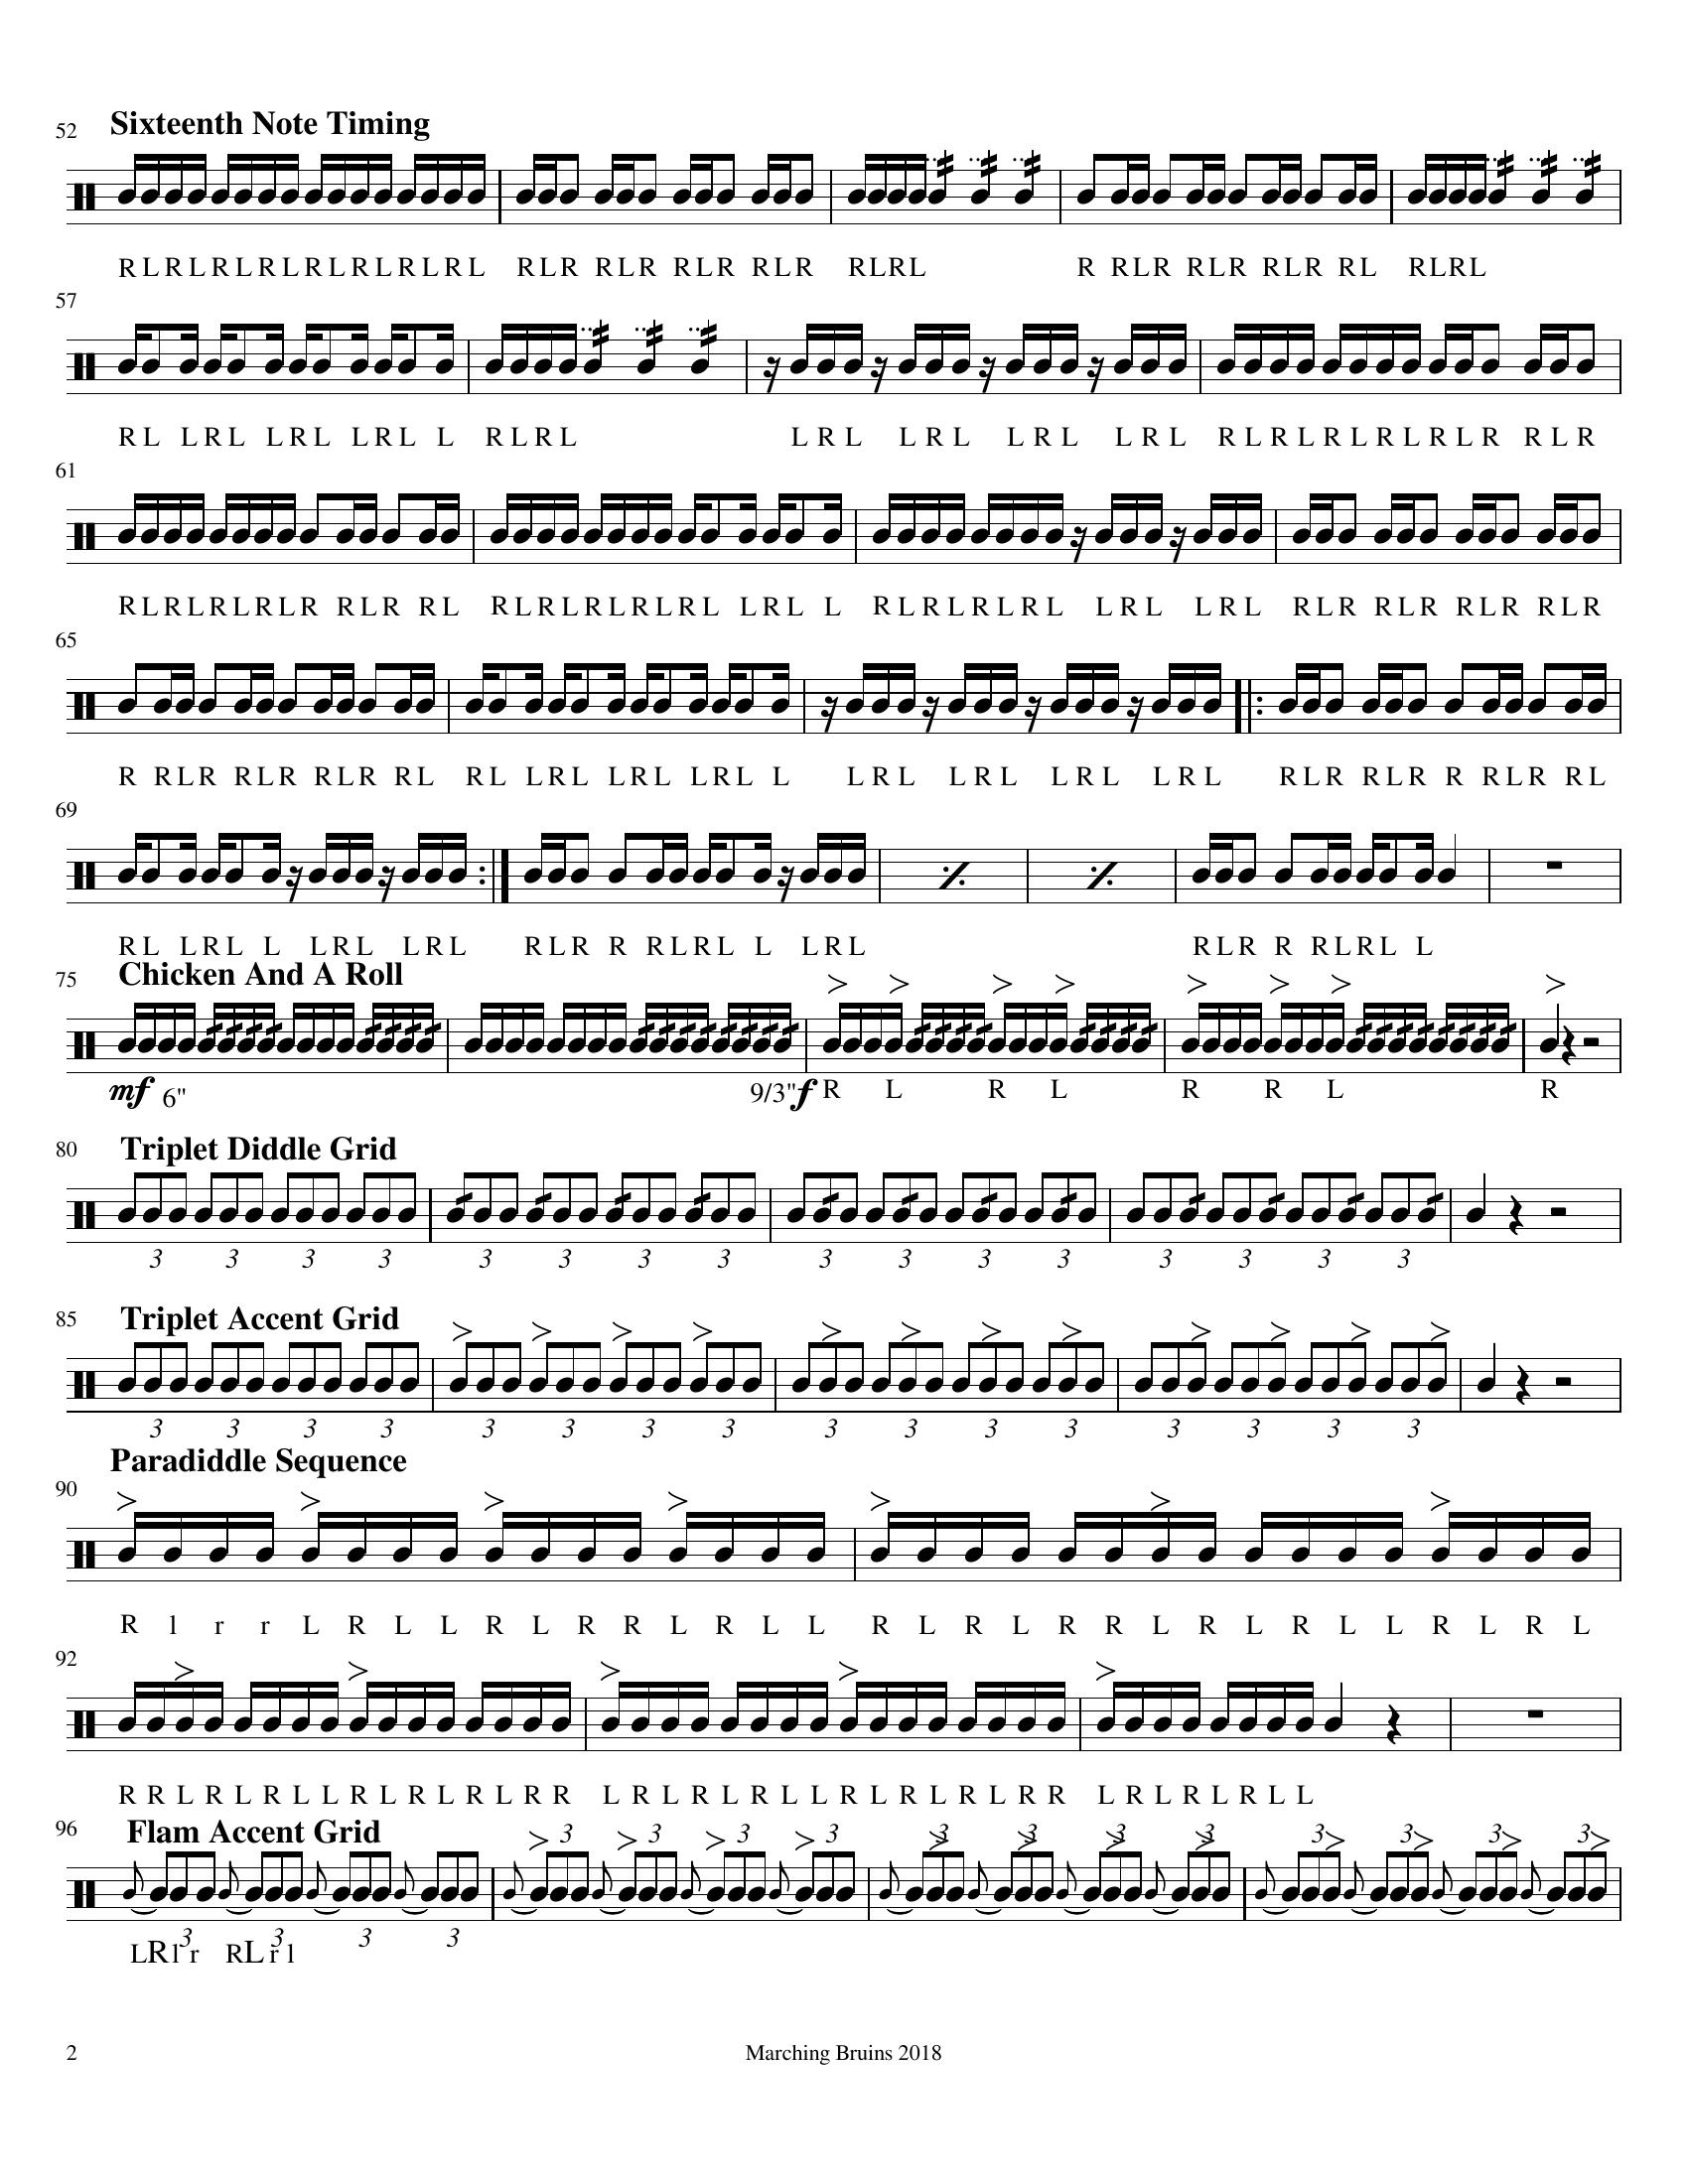 Sixteenth Note Timing
52
R L R L R L R L R L R L R L R L R L R R L R R L R R L R R L R L R R L R R L R R L R R L R L R L
57
R L L R L L R L L R L L R L R L L R L L R L L R L L R L R L R L R L R L R L R R L R
61
R L R L R L R L R R L R R L R L R L R L R L R L L R L L R L R L R L R L L R L L R L R L R R L R R L R R L R
65
R R L R R L R R L R R L R L L R L L R L L R L L L R L L R L L R L L R L R L R R L R R R L R R L
69
R L L R L L L R L L R L R L R R R L R L L L R L R L R R R L R L L
75
Chicken And A Roll
mf 6" 9/3" f R L R L R R L R
80
Triplet Diddle Grid
3 3 3 3 3 3 3 3 3 3 3 3 3 3 3 3
85
Triplet Accent Grid
3 3 3 3 3 3 3 3 3 3 3 3 3 3 3 3
Paradiddle Sequence
90
R l r r L R L L R L R R L R L L R L R L R R L R L R L L R L R L
92
R R L R L R L L R L R L R L R R L R L R L R L L R L R L R L R R L R L R L R L L
96
Flam Accent Grid
3 3 3 3 3 3 3 3 3 3 3 3
3 3 3 3
L R l r R L r l
2
Marching Bruins 2018